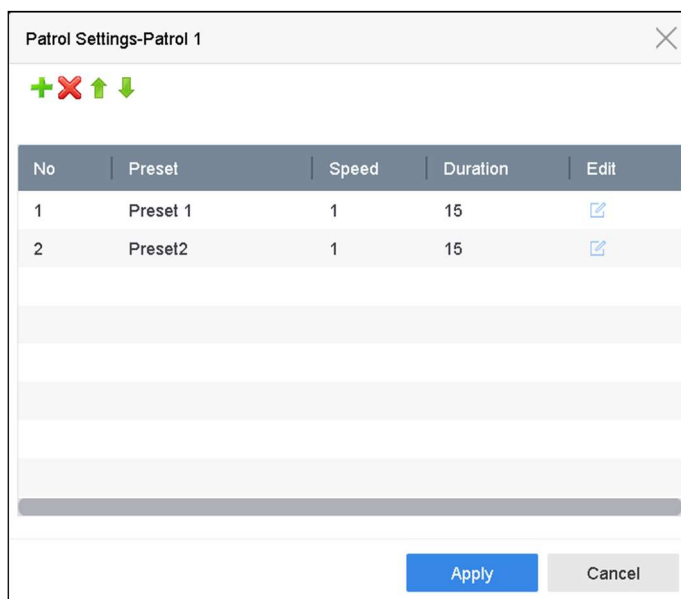 Patrol Settings-Patrol 1
No Preset Speed Duration Edit
1 Preset 1 1 15
2 Preset2 1 15
Apply Cancel